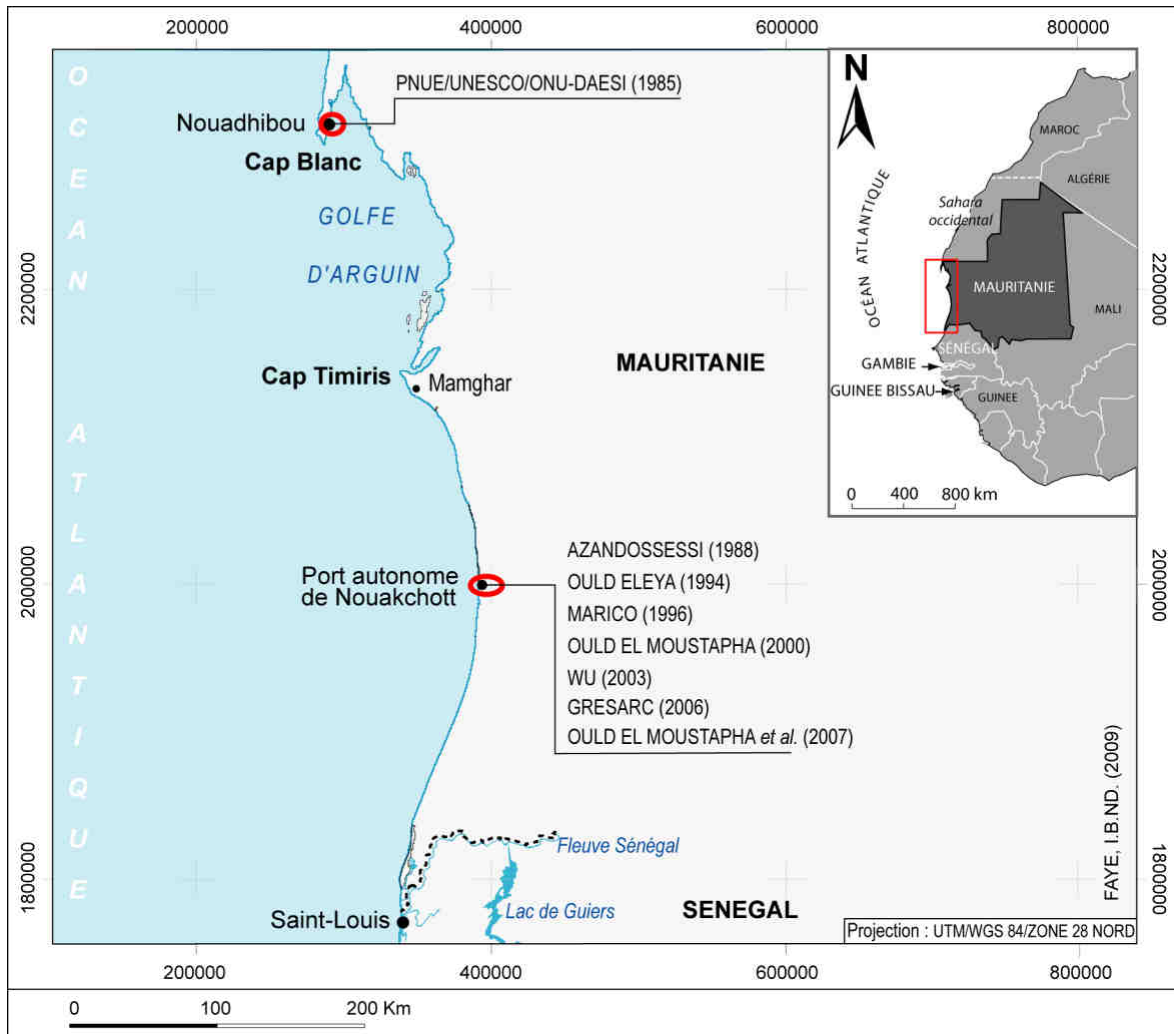 200000
400000
600000
800000
OCEAN ATLANTIQUE
PNUE/UNESCO/ONU-DAESI (1985)
Nouadhibou
Cap Blanc
GOLFE
D'ARGUIN
2200000
2200000
Cap Timiris
Mamghar
MAURITANIE
N
OCÉAN ATLANTIQUE
MAROC
ALGÉRIE
Sahara
occidental
MAURITANIE
MALI
SÉNÉGAL
GAMBIE
GUINEE BISSAU
GUINEE
0 400 800 km
Port autonome
de Nouakchott
2000000
2000000
AZANDOSSESSI (1988)
OULD ELEYA (1994)
MARICO (1996)
OULD EL MOUSTAPHA (2000)
WU (2003)
GRESARC (2006)
OULD EL MOUSTAPHA et al. (2007)
FAYE, I.B.ND. (2009)
Fleuve Sénégal
1800000
1800000
Saint-Louis
Lac de Guiers
SENEGAL
Projection : UTM/WGS 84/ZONE 28 NORD
200000
400000
600000
800000
0 100 200 Km